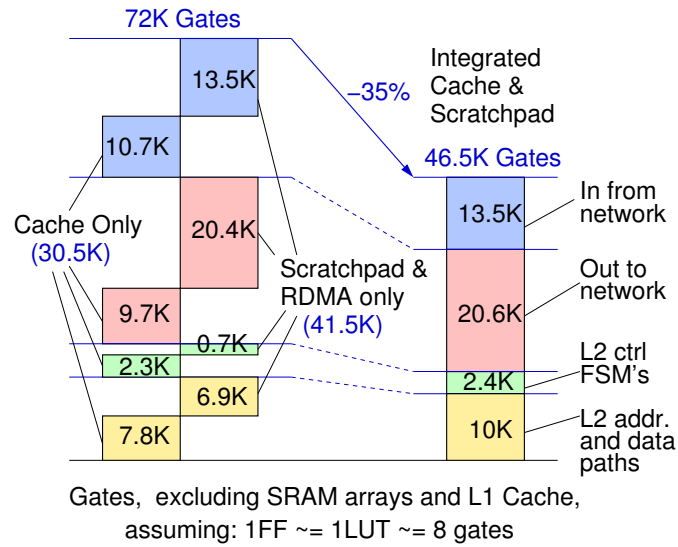 72K Gates
13.5K
10.7K
−35%
Integrated
Cache &
Scratchpad
46.5K Gates
Cache Only
(30.5K)
20.4K
9.7K
0.7K
2.3K
6.9K
7.8K
Scratchpad &
RDMA only
(41.5K)
13.5K
20.6K
2.4K
10K
In from
network
Out to
network
L2 ctrl
FSM's
L2 addr.
and data
paths
Gates, excluding SRAM arrays and L1 Cache,
assuming: 1FF ~= 1LUT ~= 8 gates